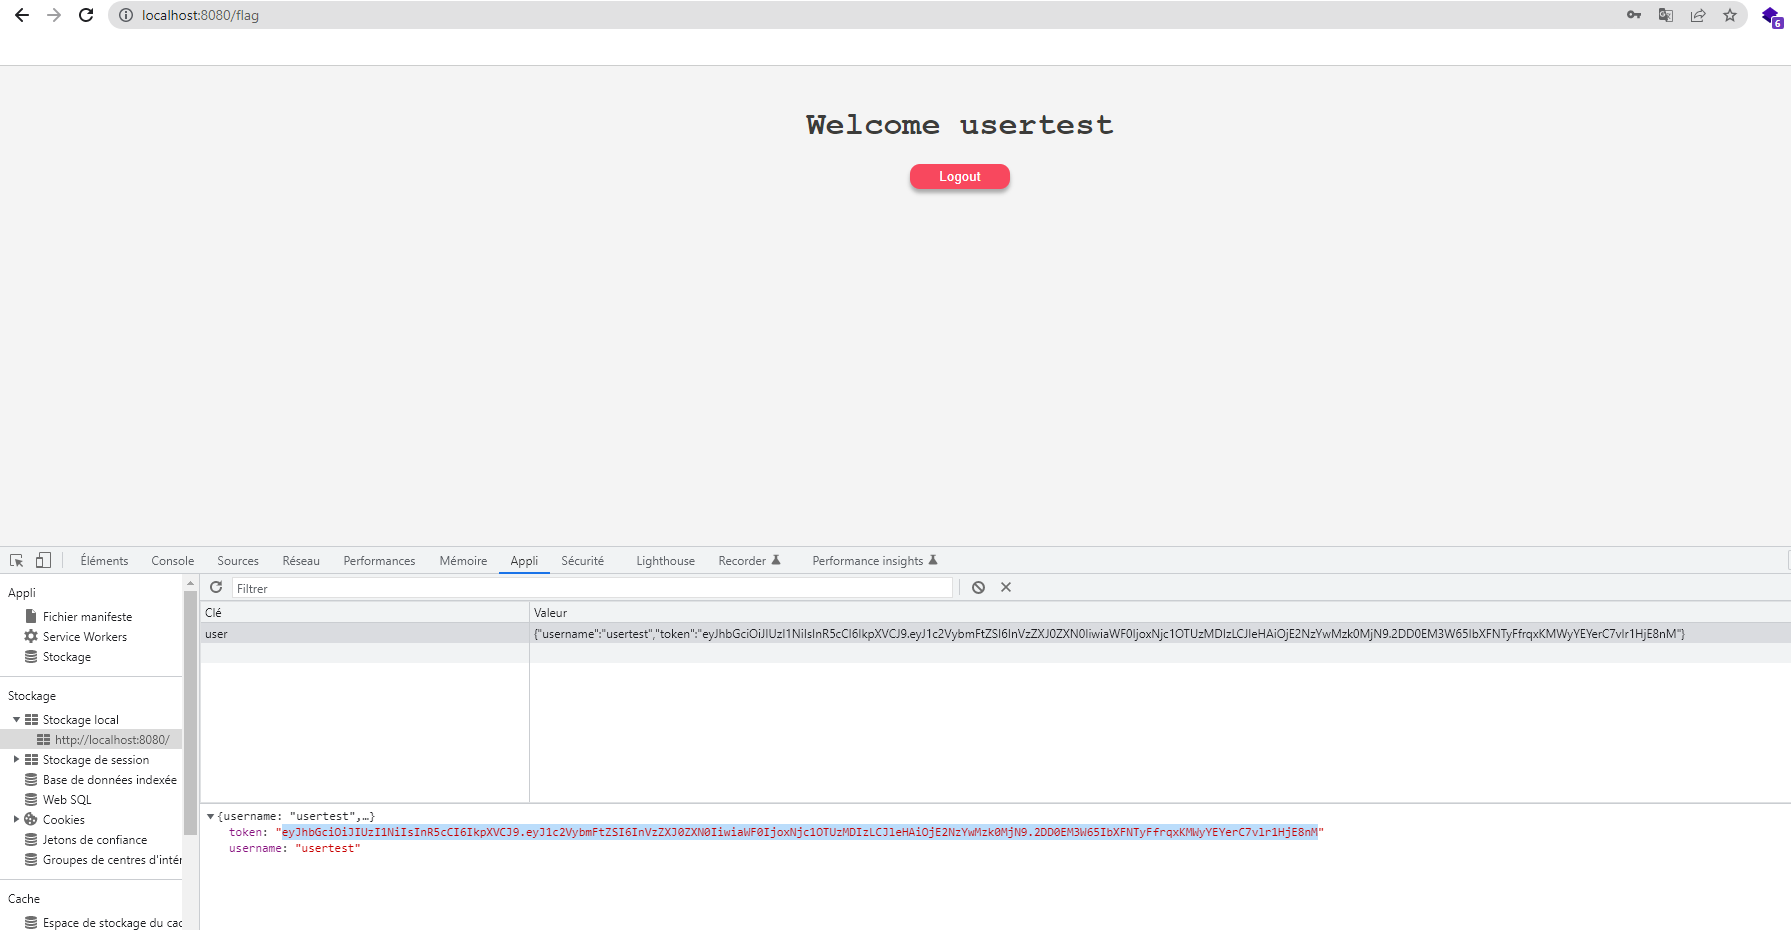 localhost:8080/flag
6
Welcome usertest
Logout
Éléments Console Sources Réseau Performances Mémoire Appli Sécurité Lighthouse Recorder Performance insights
Appli
Fichier manifeste
Service Workers
Stockage
Stockage
Stockage local
http://localhost:8080/
Stockage de session
Base de données indexée
Web SQL
Cookies
Jetons de confiance
Groupes de centres d'intér
Cache
Espace de stockage du cac
Filtrer
Clé Valeur
user {"username":"usertest","token":"eyJhbGciOiJIUzI1NiIsInR5cCI6IkpXVCJ9.eyJ1c2VybmFtZSI6InVzZXJ0ZXN0IiwiaWF0IjoxNjc1OTUzMDIzLCJleHAiOjE2NzYwMzk0MjN9.2DD0EM3W65IbXFNTyFfrqxKMWyYEYerC7vlr1HjE8nM"}
{username: "usertest",…}
token: "eyJhbGciOiJIUzI1NiIsInR5cCI6IkpXVCJ9.eyJ1c2VybmFtZSI6InVzZXJ0ZXN0IiwiaWF0IjoxNjc1OTUzMDIzLCJleHAiOjE2NzYwMzk0MjN9.2DD0EM3W65IbXFNTyFfrqxKMWyYEYerC7vlr1HjE8nM"
username: "usertest"